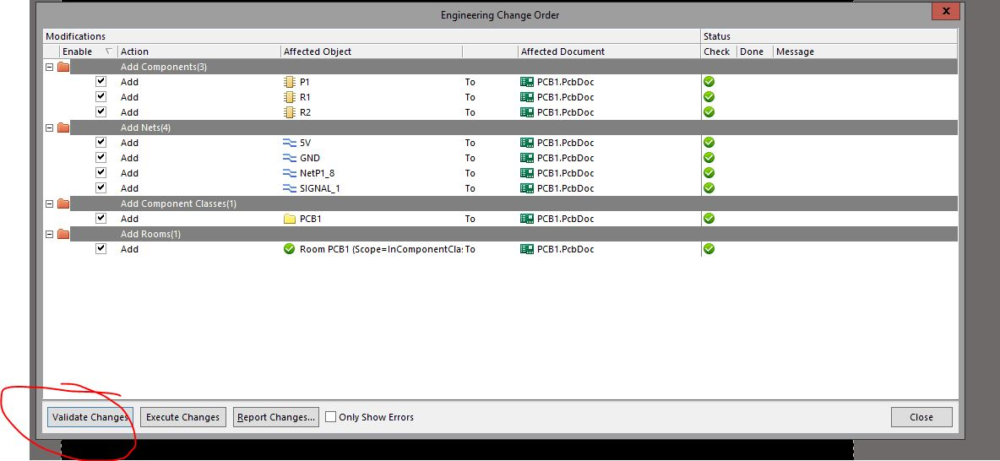 Engineering Change Order
x
Modifications Status
Enable Action Affected Object Affected Document Check Done Message
Add Components(3)
Add P1 To PCB1.PcbDoc
Add R1 To PCB1.PcbDoc
Add R2 To PCB1.PcbDoc
Add Nets(4)
Add 5V To PCB1.PcbDoc
Add GND To PCB1.PcbDoc
Add NetP1_8 To PCB1.PcbDoc
Add SIGNAL_1 To PCB1.PcbDoc
Add Component Classes(1)
Add PCB1 To PCB1.PcbDoc
Add Rooms(1)
Add Room PCB1 (Scope=InComponentCla: To PCB1.PcbDoc
Validate Changes Execute Changes Report Changes... Only Show Errors Close